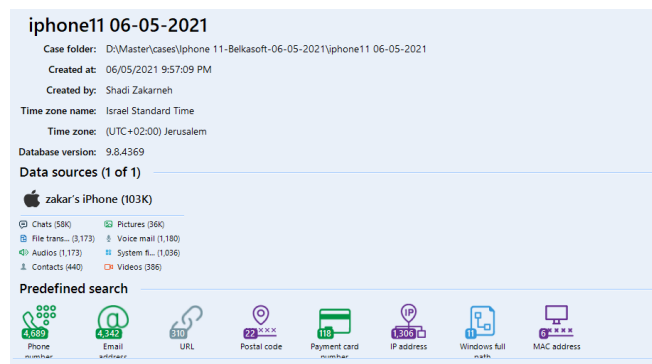 iphone11 06-05-2021
Case folder: D:\Master\cases\Iphone 11-Belkasoft-06-05-2021\iphone11 06-05-2021
Created at: 06/05/2021 9:57:09 PM
Created by: Shadi Zakarneh
Time zone name: Israel Standard Time
Time zone: (UTC+02:00) Jerusalem
Database version: 9.8.4369
Data sources (1 of 1)
zakar's iPhone (103K)
Chats (58K) Pictures (36K)
File trans... (3,173) Voice mail (1,180)
Audios (1,173) System fi... (1,036)
Contacts (440) Videos (386)
Predefined search
@ IP
4,689 4,342 310 22 ××× 118 1,306 11 6 ×××
Phone Email URL Postal code Payment card IP address Windows full MAC address
number address number path